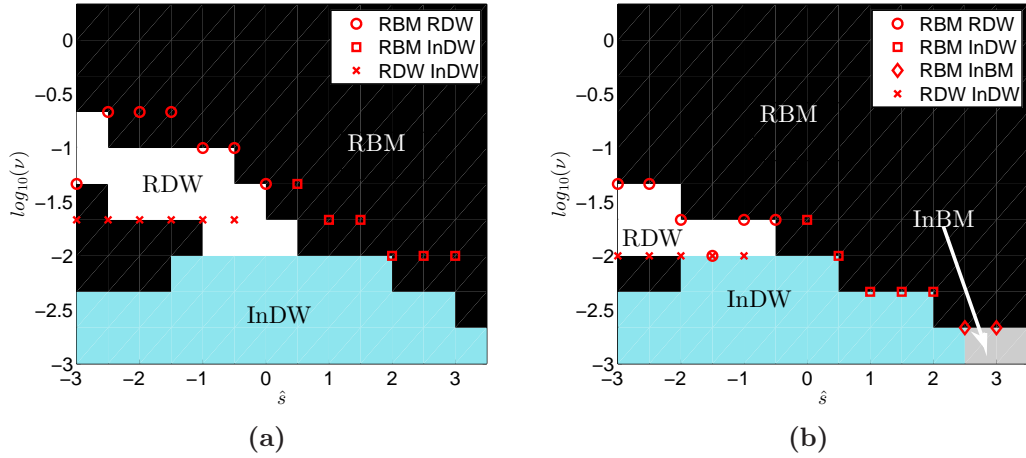 RBM RDW
RBM InDW
RDW InDW
RBM
RDW
InDW
0
−0.5
−1
−1.5
−2
−2.5
−3
log10(ν)
−3 −2 −1 0 1 2 3
ŝ
(a)
RBM RDW
RBM InDW
RBM InBM
RDW InDW
RBM
InBM
RDW
InDW
0
−0.5
−1
−1.5
−2
−2.5
−3
log10(ν)
−3 −2 −1 0 1 2 3
ŝ
(b)